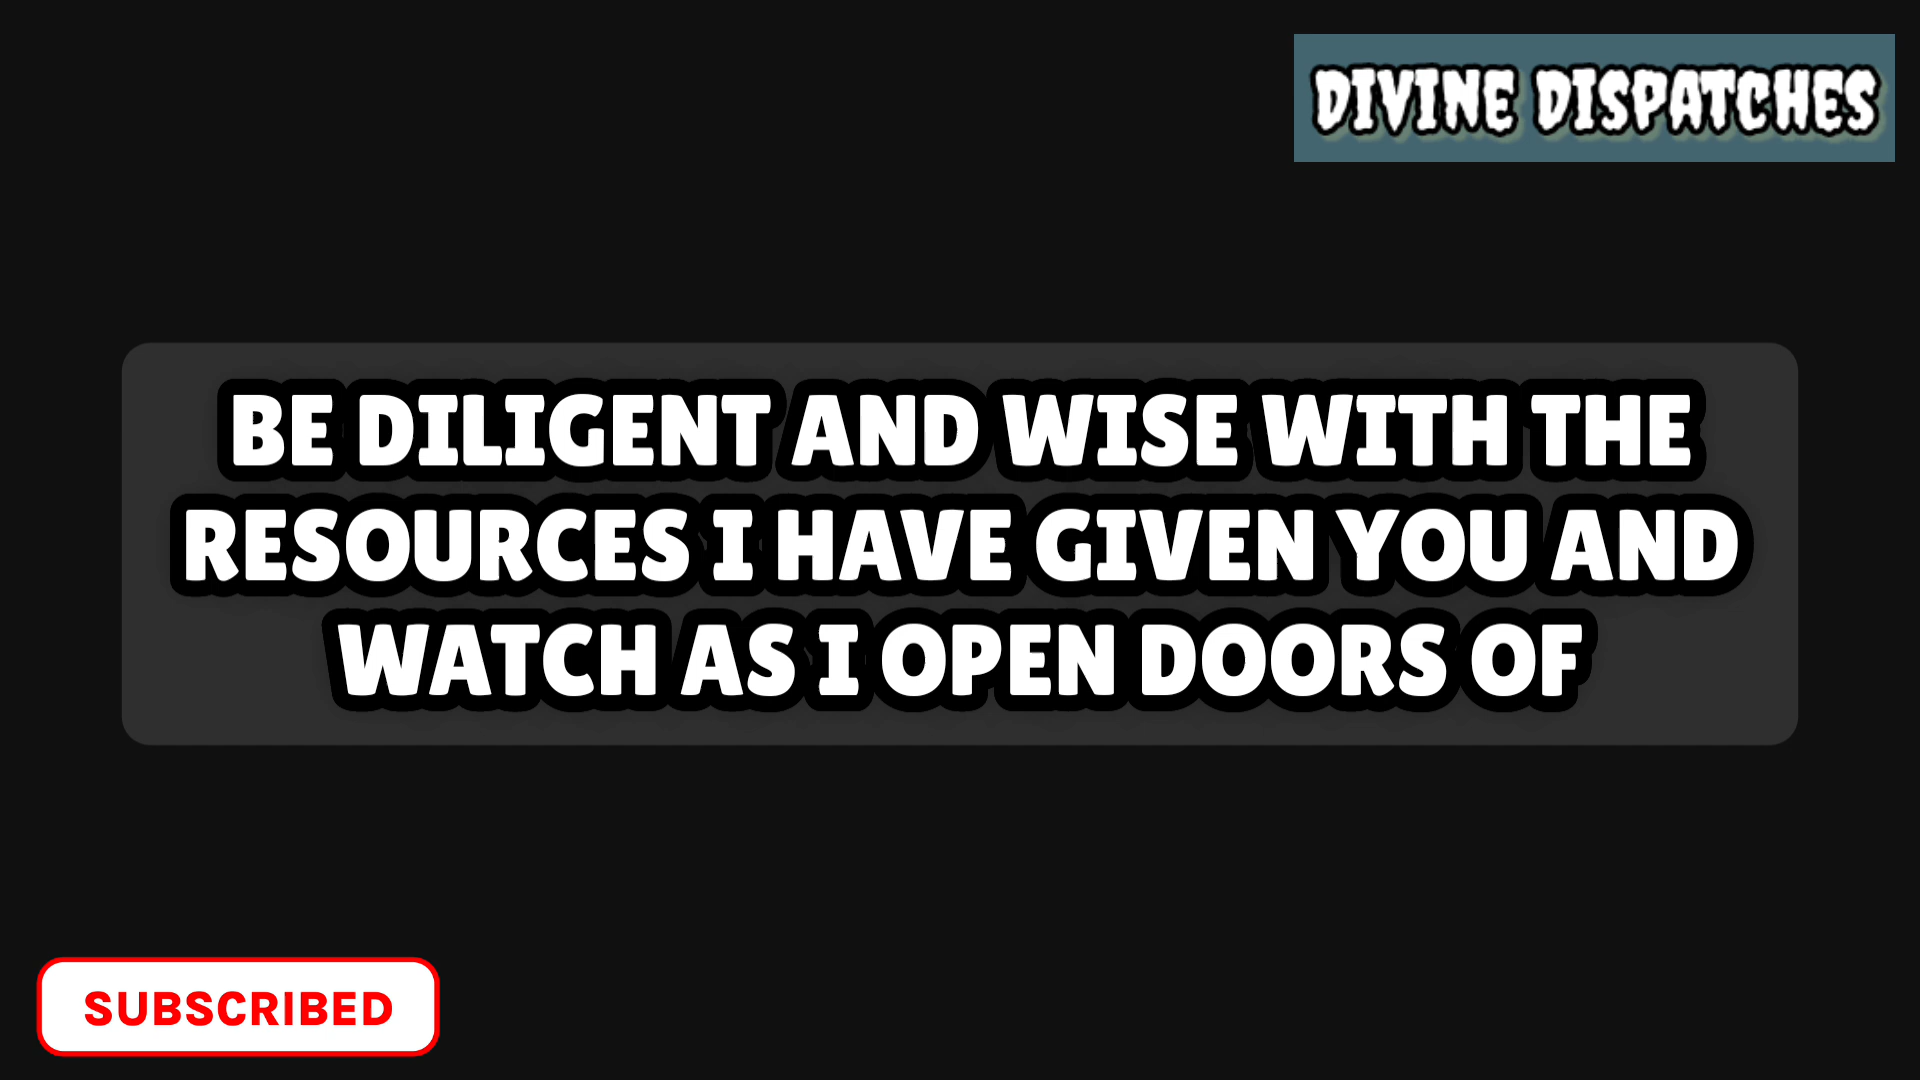 DIVINE DISPATCHES
BE DILIGENT AND WISE WITH THE
RESOURCES I HAVE GIVEN YOU AND
WATCH AS I OPEN DOORS OF
SUBSCRIBED